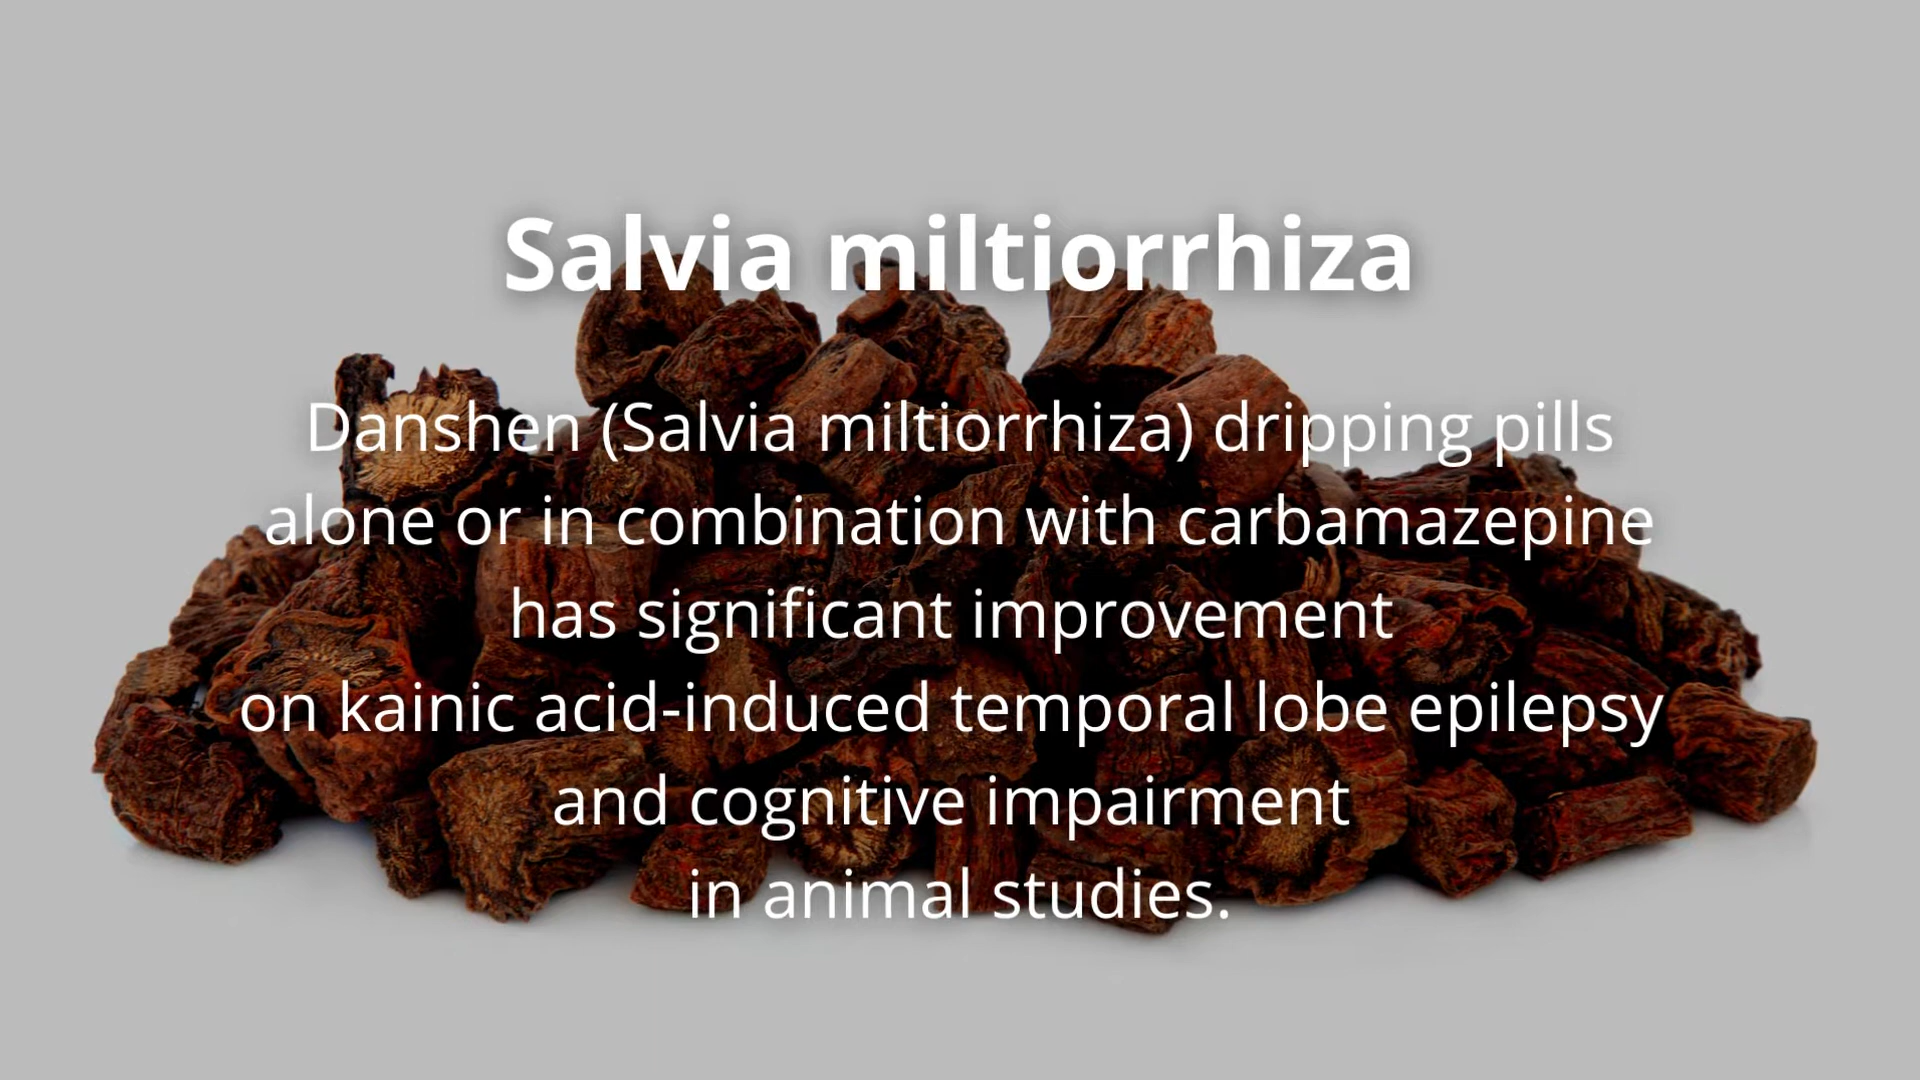 Salvia miltiorrhiza
Danshen (Salvia miltiorrhiza) dripping pills
alone or in combination with carbamazepine
has significant improvement
on kainic acid-induced temporal lobe epilepsy
and cognitive impairment
in animal studies.